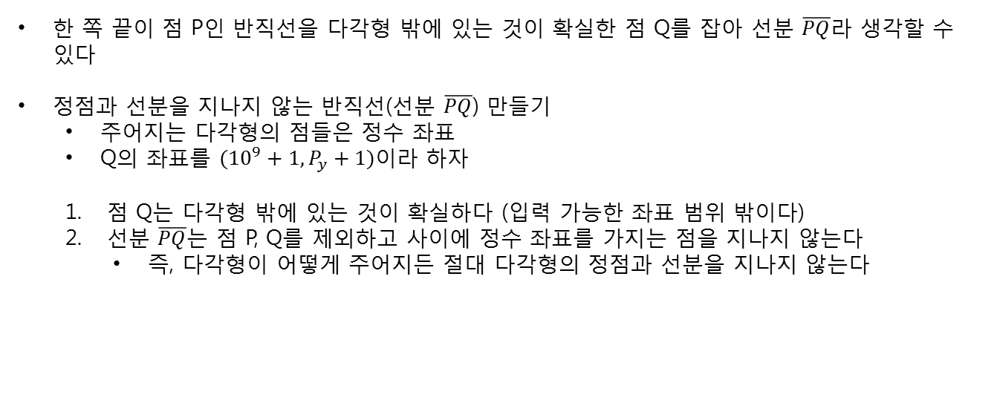 • 한 쪽 끝이 점 P인 반직선을 다각형 밖에 있는 것이 확실한 점 Q를 잡아 선분 $\overline{PQ}$라 생각할 수
있다
• 정점과 선분을 지나지 않는 반직선(선분 $\overline{PQ}$) 만들기
• 주어지는 다각형의 점들은 정수 좌표
• Q의 좌표를 $(10^9 + 1, P_y + 1)$이라 하자
1. 점 Q는 다각형 밖에 있는 것이 확실하다 (입력 가능한 좌표 범위 밖이다)
2. 선분 $\overline{PQ}$는 점 P, Q를 제외하고 사이에 정수 좌표를 가지는 점을 지나지 않는다
• 즉, 다각형이 어떻게 주어지든 절대 다각형의 정점과 선분을 지나지 않는다